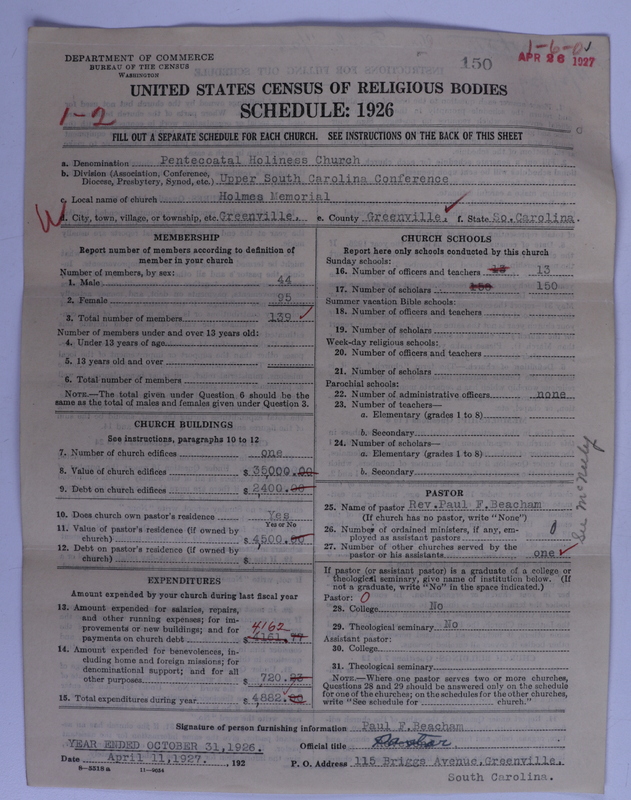 DEPARTMENT OF COMMERCE
BUREAU OF THE CENSUS
WASHINGTON
150
1-6-0
APR 26 1927
UNITED STATES CENSUS OF RELIGIOUS BODIES
SCHEDULE: 1926
1-2
FILL OUT A SEPARATE SCHEDULE FOR EACH CHURCH. SEE INSTRUCTIONS ON THE BACK OF THIS SHEET
a. Denomination Pentecoatal Holiness Church
b. Division (Association, Conference, Diocese, Presbytery, Synod, etc.) Upper South Carolina Conference
c. Local name of church Holmes Memorial
d. City, town, village, or township, etc. Greenville, e. County Greenville, f. State So. Carolina.
MEMBERSHIP
Report number of members according to definition of
member in your church
Number of members, by sex:
1. Male 44
2. Female 95
3. Total number of members 139
Number of members under and over 13 years old:
4. Under 13 years of age
5. 13 years old and over
6. Total number of members
NOTE.—The total given under Question 6 should be
same as the total of males and females given under Question 3.
CHURCH BUILDINGS
See instructions, paragraphs 10 to 12
7. Number of church edifices one
8. Value of church edifices $ 35000.00
9. Debt on church edifices $ 2400.00
10. Does church own pastor's residence Yes
Yes or No
11. Value of pastor's residence (if owned by
church) $ 4500.00
12. Debt on pastor's residence (if owned by
church) $
EXPENDITURES
Amount expended by your church during last fiscal year
13. Amount expended for salaries, repairs,
and other running expenses; for im-
provements or new buildings; and for 4162
payments on church debt $ 4161.77
14. Amount expended for benevolences, in-
cluding home and foreign missions; for
denominational support; and for all
other purposes $ 720.23
15. Total expenditures during year $ 4882.00
CHURCH SCHOOLS
Report here only schools conducted by this church
Sunday schools:
16. Number of officers and teachers 13 13
17. Number of scholars 150
Summer vacation Bible schools:
18. Number of officers and teachers
19. Number of scholars
Week-day religious schools:
20. Number of officers and teachers
21. Number of scholars
Parochial schools:
22. Number of administrative officers none
23. Number of teachers—
a. Elementary (grades 1 to 8)
b. Secondary
24. Number of scholars—
a. Elementary (grades 1 to 8)
b. Secondary
See McNeely
PASTOR
25. Name of pastor Rev. Paul F. Beacham
(If church has no pastor, write "None")
26. Number of ordained ministers, if any, em-
ployed as assistant pastors 0
27. Number of other churches served by the
pastor or his assistants one
If pastor (or assistant pastor) is a graduate of a college or
theological seminary, give name of institution below. (If
not a graduate, write "No" in the space indicated.)
Pastor: 0
28. College No
29. Theological seminary No
Assistant pastor:
30. College
31. Theological seminary
NOTE.—Where one pastor serves two or more churches,
Questions 28 and 29 should be answered only on the schedule
for one of the churches; on the schedules for the other churches,
write "See schedule for church."
Signature of person furnishing information Paul F. Beacham
YEAR ENDED OCTOBER 31, 1926. Official title Pastor
Date April 11, 1927. , 192 P. O. Address 115 Briggs Avenue, Greenville,
8—5518a 11—9034 South Carolina.